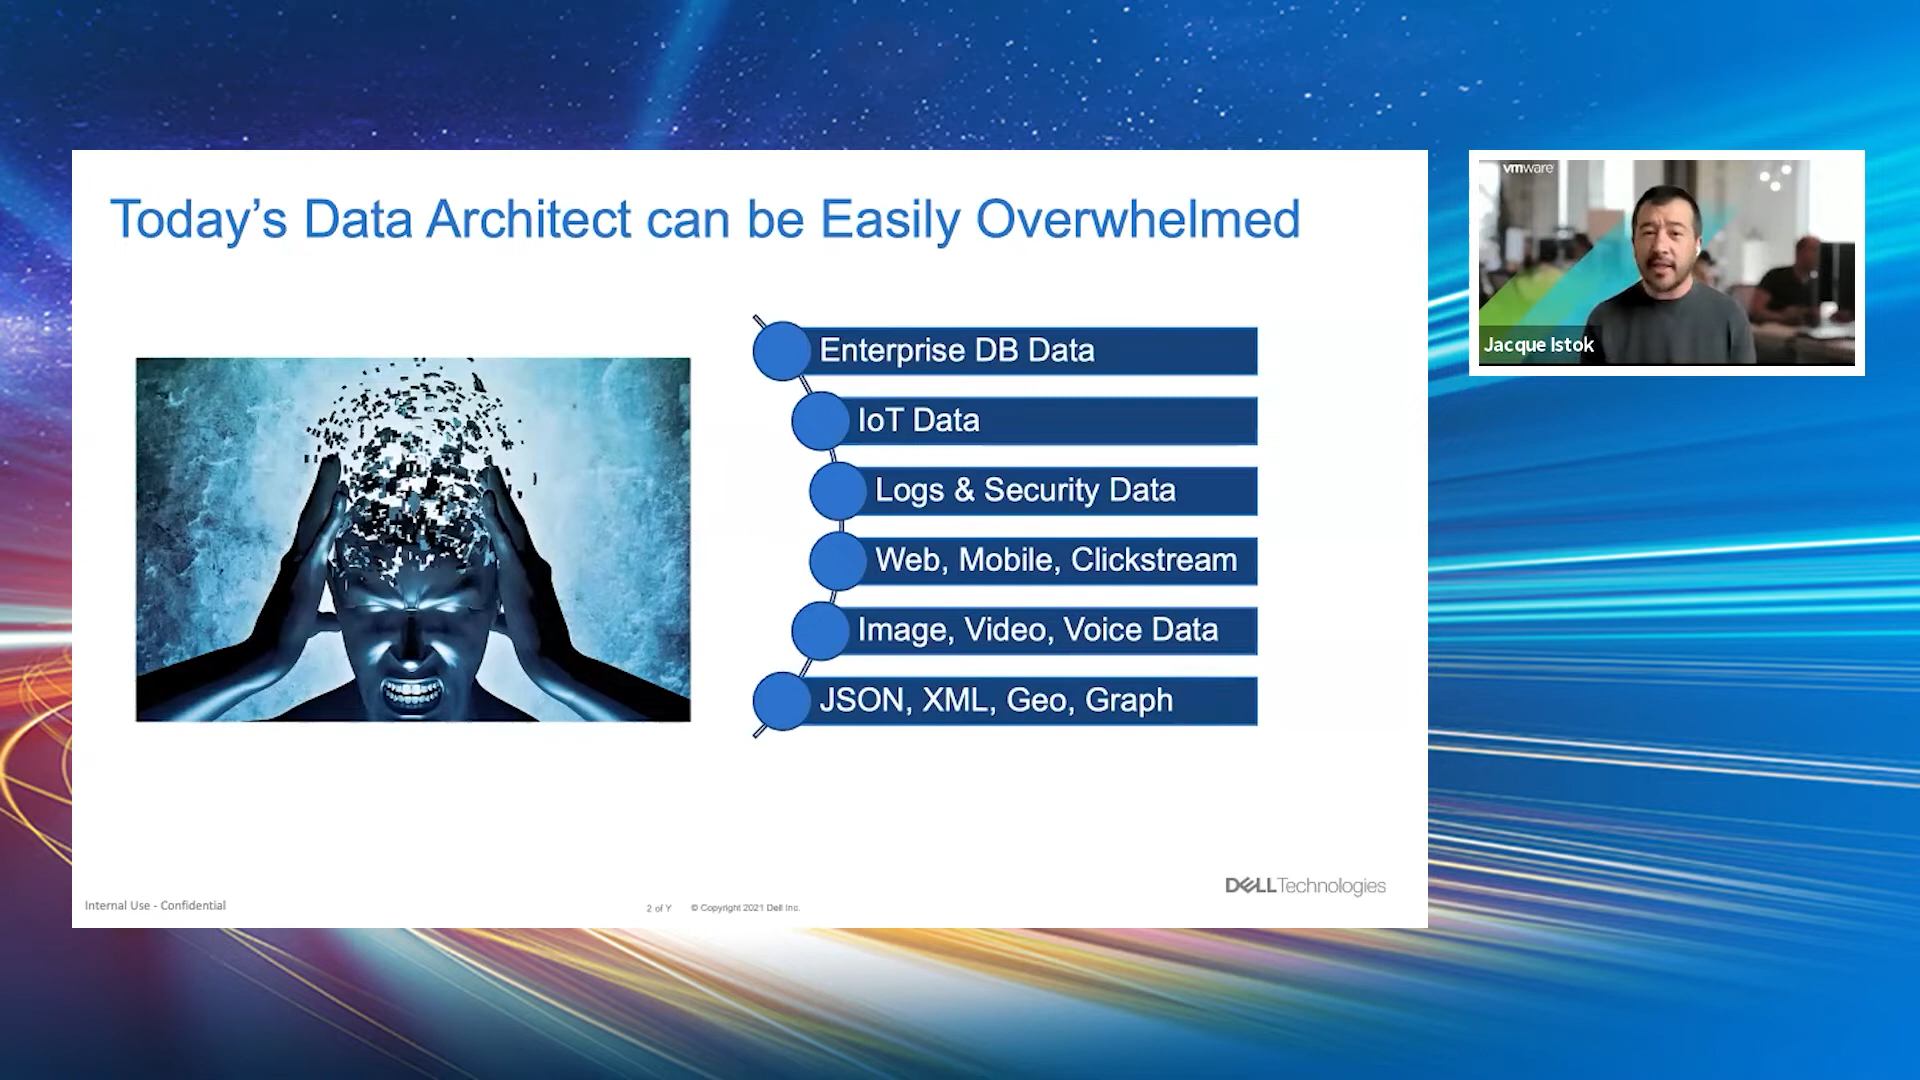 Today's Data Architect can be Easily Overwhelmed
Enterprise DB Data
IoT Data
Logs & Security Data
Web, Mobile, Clickstream
Image, Video, Voice Data
JSON, XML, Geo, Graph
DELLTechnologies
Internal Use - Confidential
2 of Y © Copyright 2021 Dell Inc.
vmware
Jacque Istok